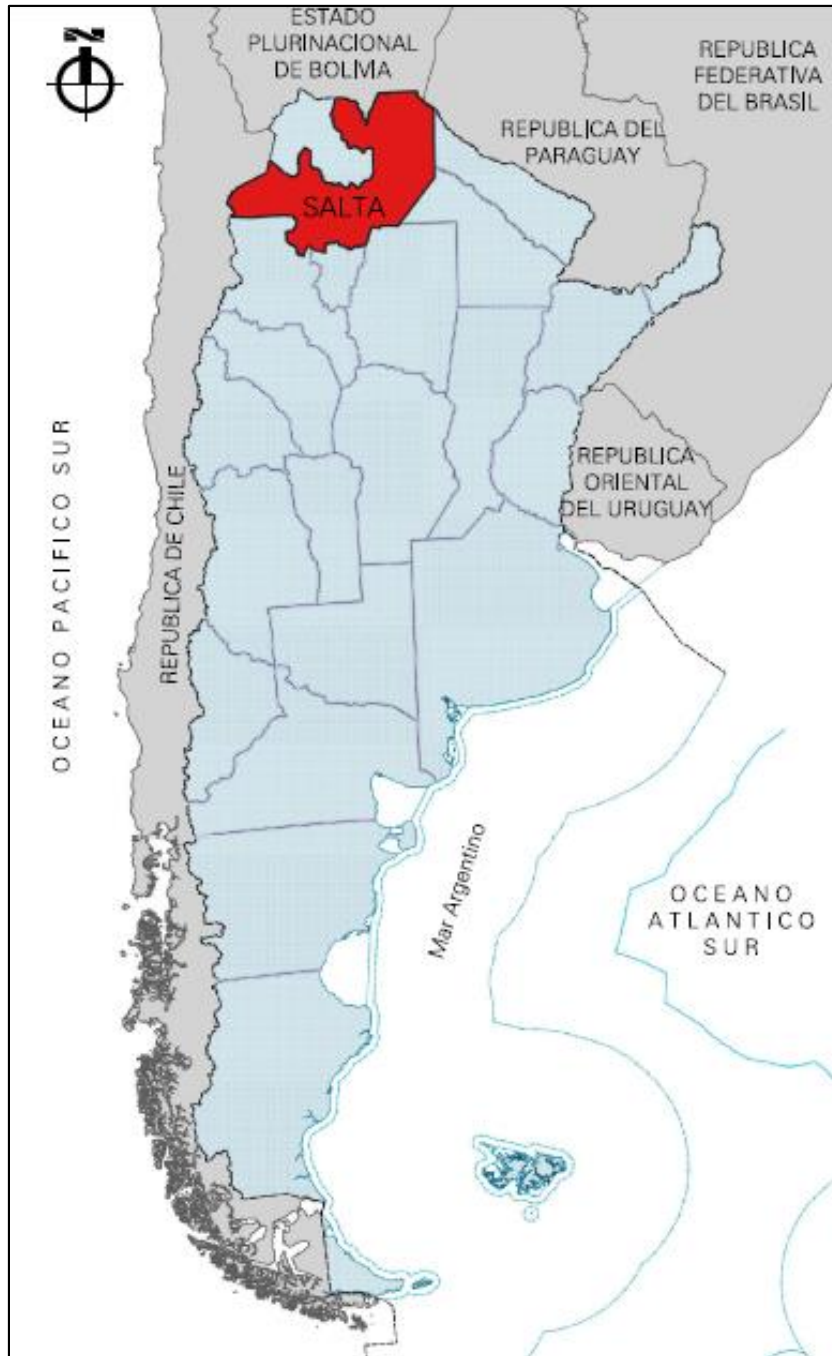 N
ESTADO
PLURINACIONAL
DE BOLIVIA
REPUBLICA
FEDERATIVA
DEL BRASIL
REPUBLICA DEL
PARAGUAY
SALTA
OCEANO PACIFICO SUR
REPUBLICA DE CHILE
REPUBLICA
ORIENTAL
DEL URUGUAY
Mar Argentino
OCEANO
ATLANTICO
SUR